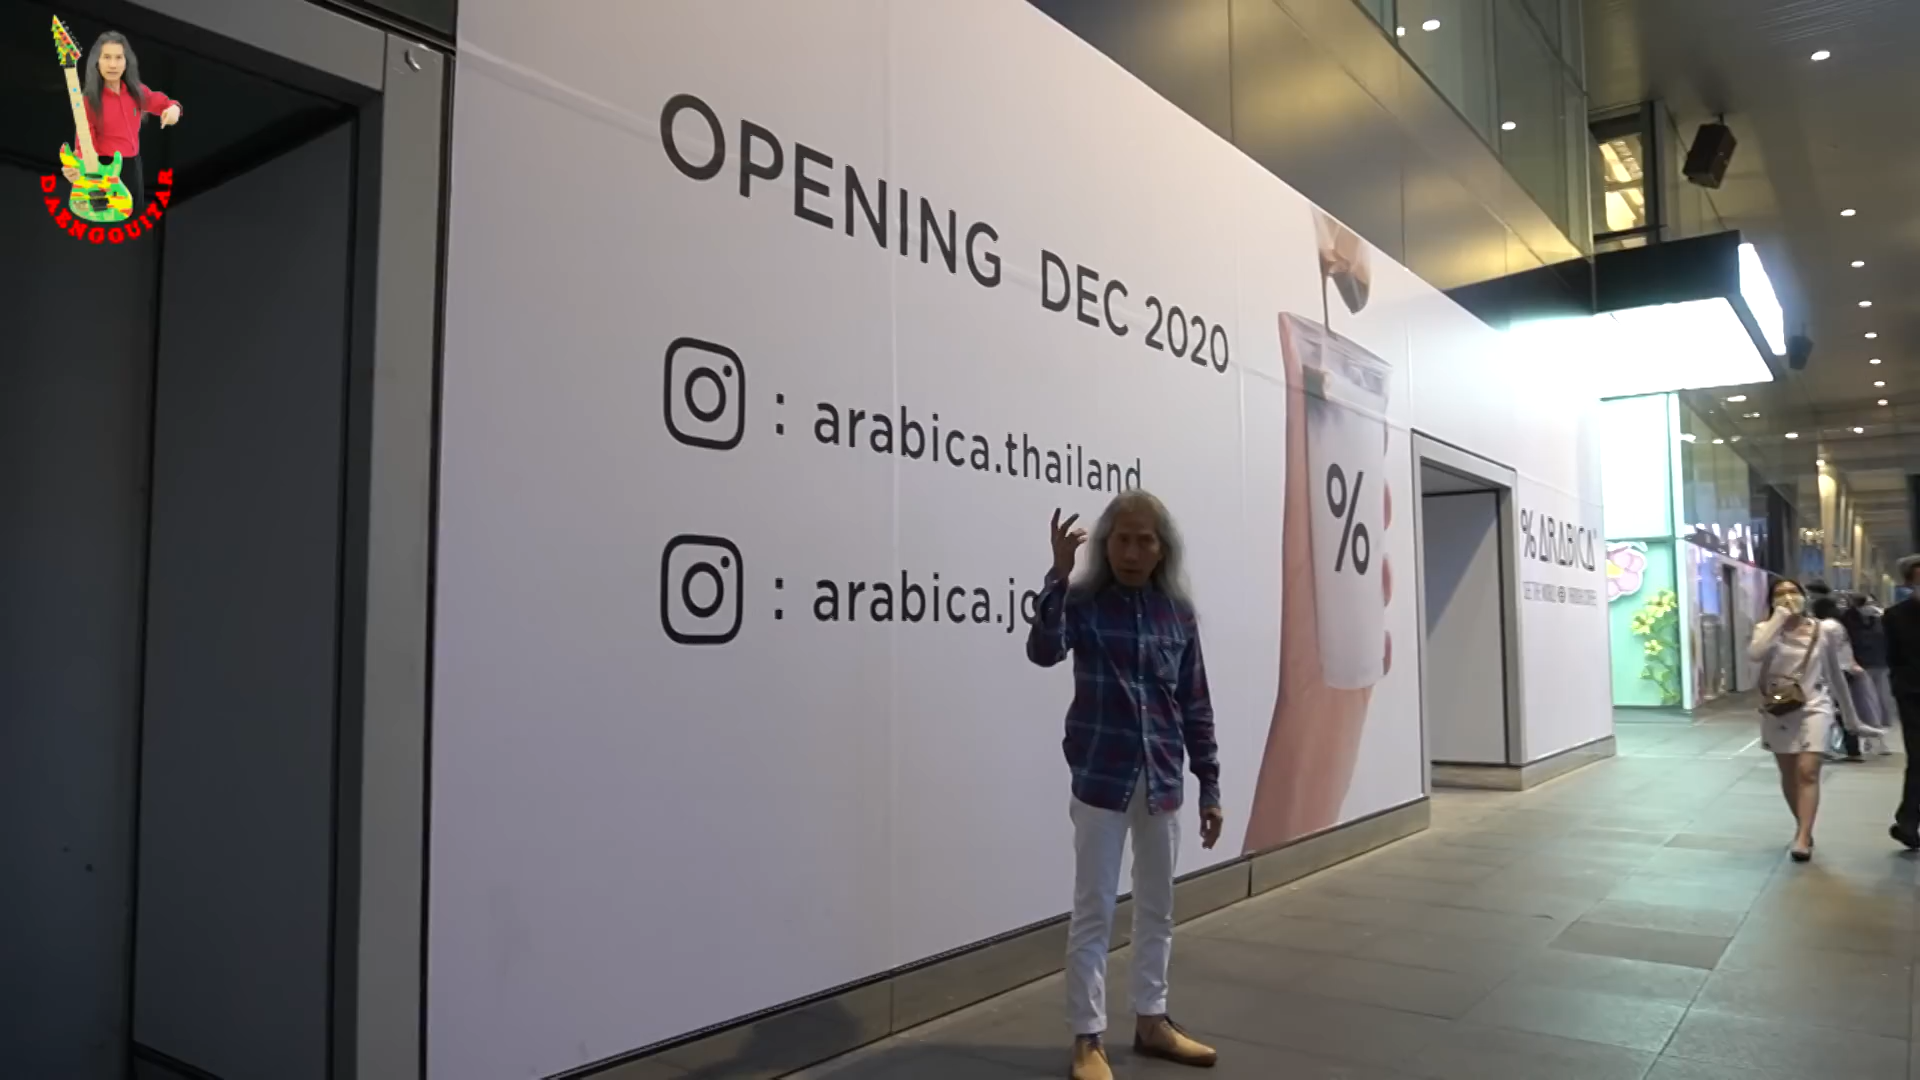 DAENGGUITAR
OPENING DEC 2020
: arabica.thailand
: arabica.jo
%
% ARABICA